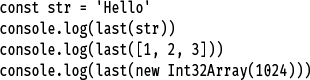 const str = 'Hello'
console.log(last(str))
console.log(last([1, 2, 3]))
console.log(last(new Int32Array(1024)))